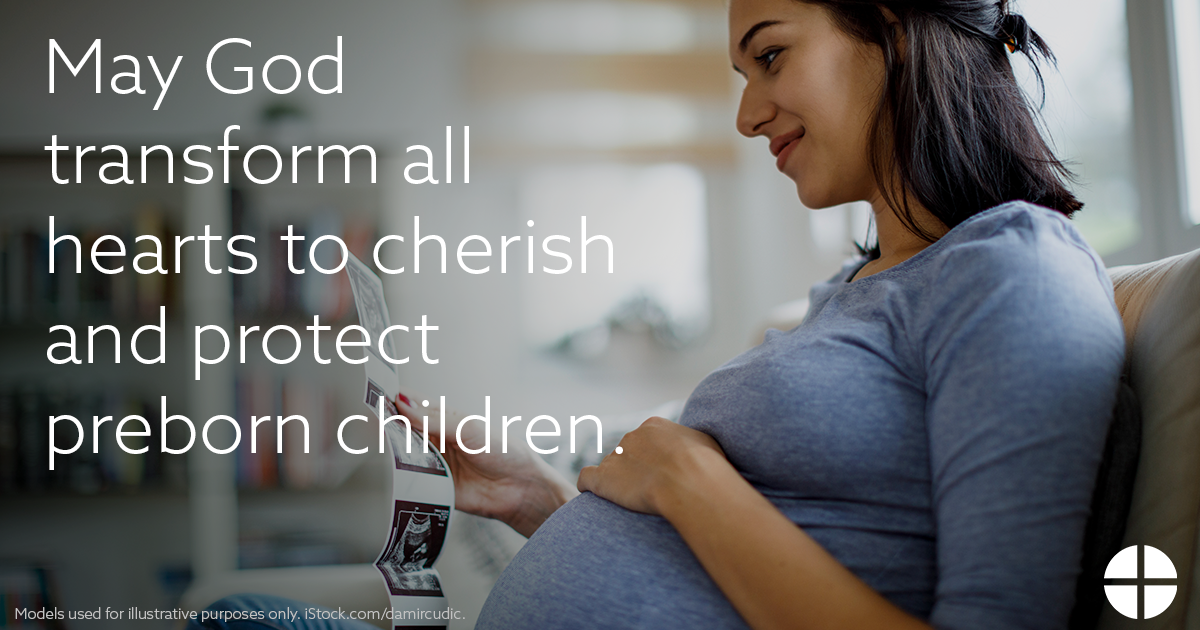 May God
transform all
hearts to cherish
and protect
preborn children.
Models used for illustrative purposes only. iStock.com/damircudic.